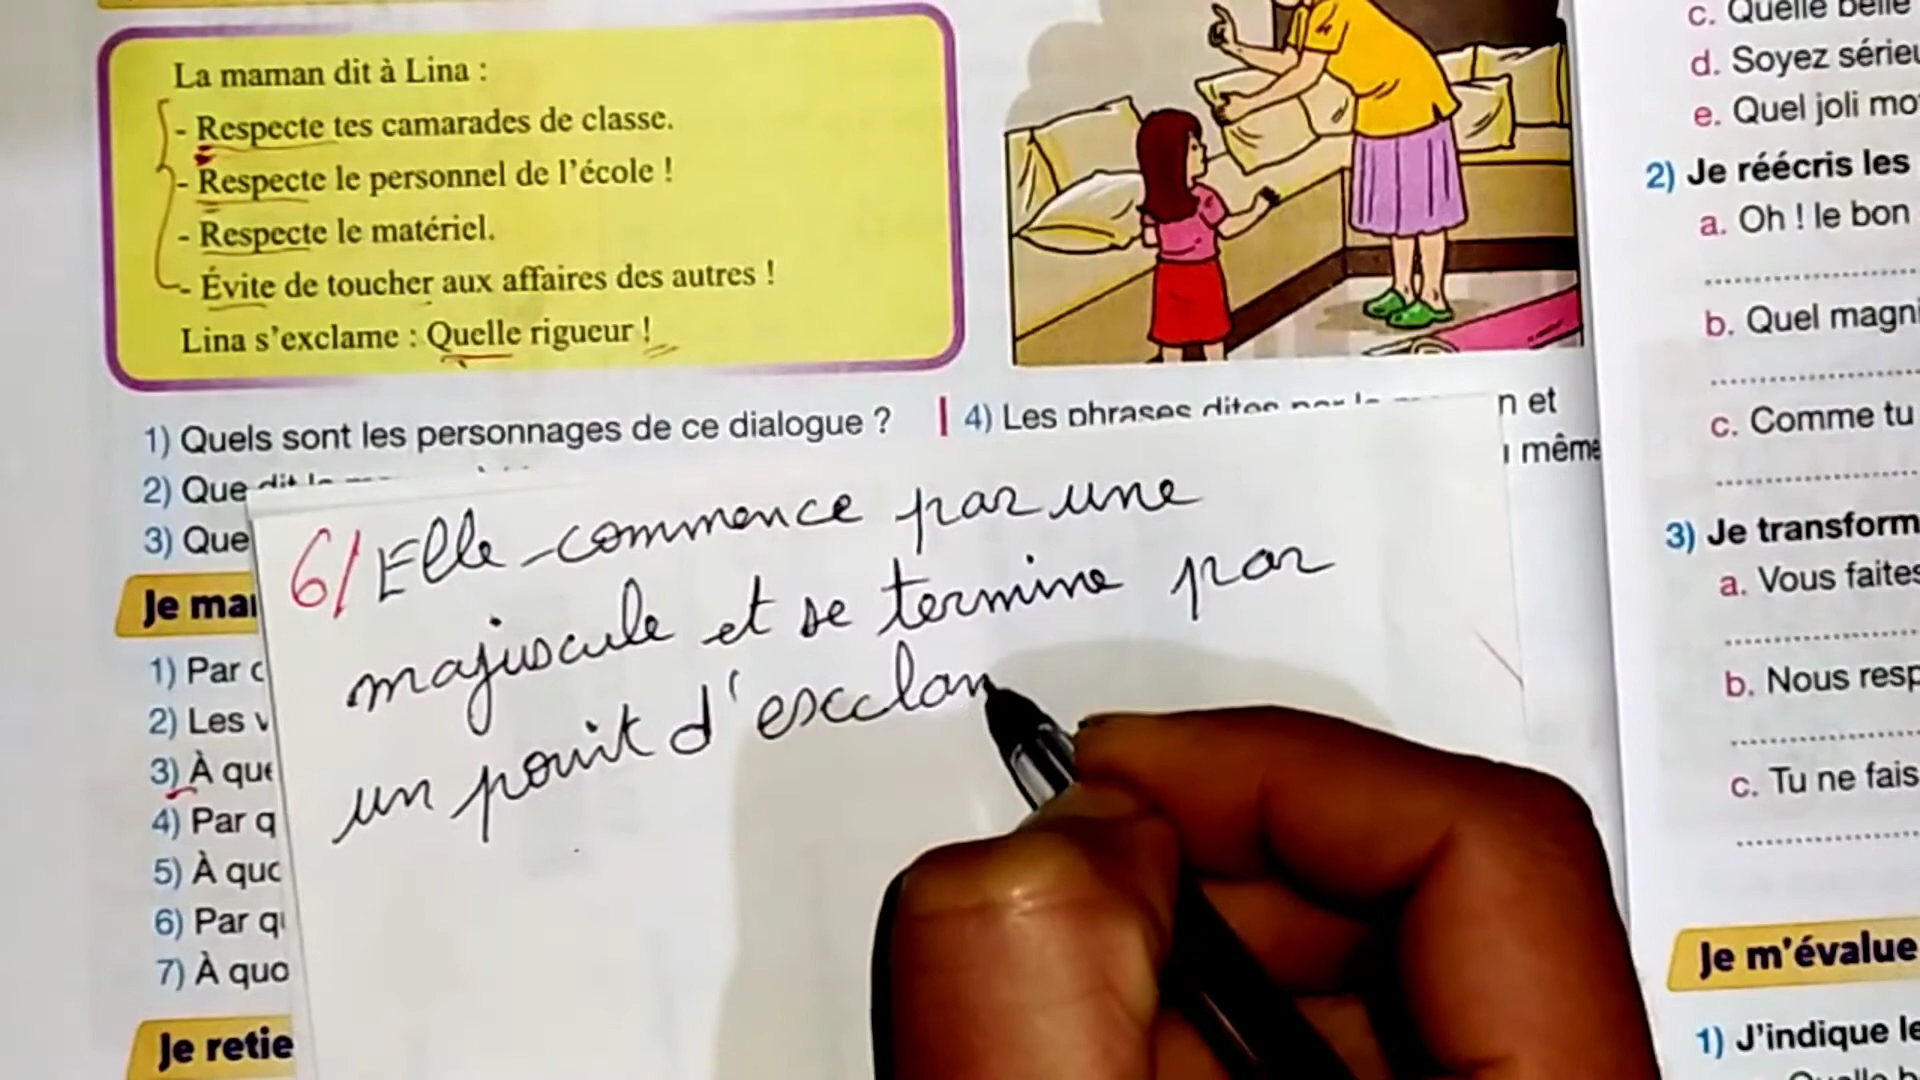 La maman dit à Lina :
- Respecte tes camarades de classe.
- Respecte le personnel de l'école !
- Respecte le matériel.
- Évite de toucher aux affaires des autres !
Lina s'exclame : Quelle rigueur !
1) Quels sont les personnages de ce dialogue ?
2) Que
3) Que
4) Les phrases dites par la
n et
même
6/ Elle commence par une
majuscule et se termine par
un point d'exclam
Je ma
1) Par
2) Les
3) À que
4) Par q
5) À quo
6) Par q
7) À quo
Je retie
c. Quelle belle
d. Soyez sérieu
e. Quel joli mo
2) Je réécris les
a. Oh ! le bon
b. Quel magni
c. Comme tu
3) Je transform
a. Vous faites
b. Nous resp
c. Tu ne fais
Je m'évalue
1) J'indique le